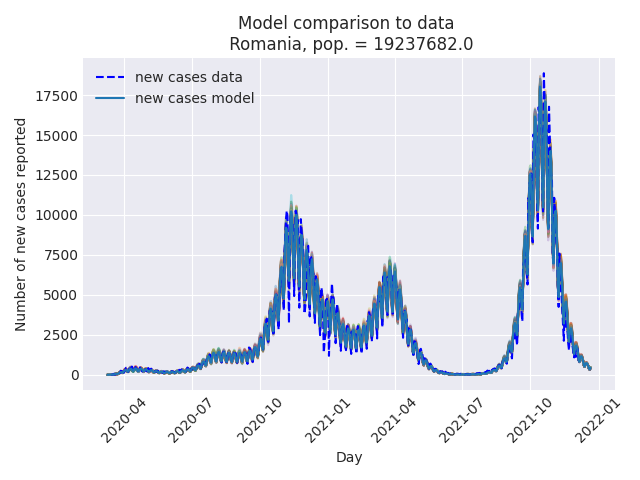 Model comparison to data
Romania, pop. = 19237682.0
new cases data
new cases model
Number of new cases reported
17500
15000
12500
10000
7500
5000
2500
0
2020-04
2020-07
2020-10
2021-01
2021-04
2021-07
2021-10
2022-01
Day